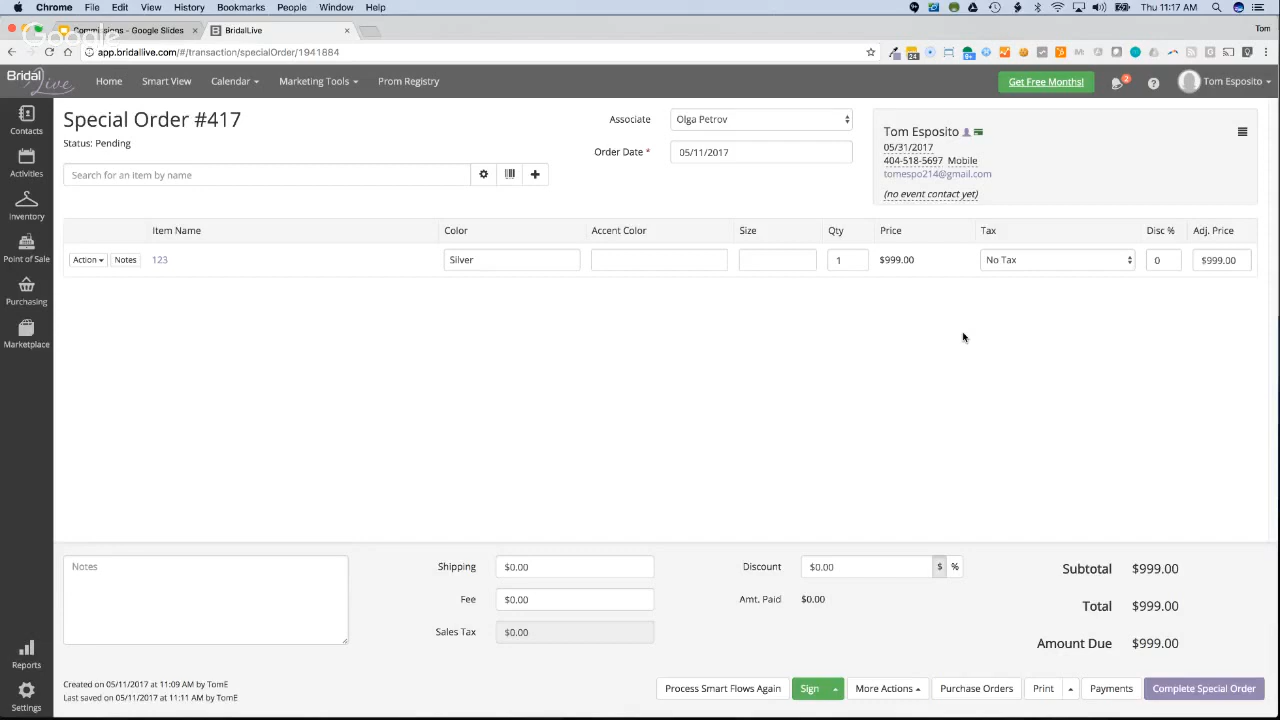 Chrome File Edit View History Bookmarks People Window Help Thu 11:17 AM
Commissions - Google Slides BridalLive Tom
Google
app.bridallive.com/#/transaction/specialOrder/1941884
Bridal Live Home Smart View Calendar Marketing Tools Prom Registry Get Free Months! 2 Tom Esposito
Contacts
Activities
Inventory
Point of Sale
Purchasing
Marketplace
Reports
Settings
Special Order #417
Status: Pending
Associate Olga Petrov
Order Date * 05/11/2017
Tom Esposito
05/31/2017
404-518-5697 Mobile
tomespo214@gmail.com
(no event contact yet)
Search for an item by name
Item Name Color Accent Color Size Qty Price Tax Disc % Adj. Price
Action Notes 123 Silver 1 $999.00 No Tax 0 $999.00
Notes
Shipping $0.00
Fee $0.00
Sales Tax $0.00
Discount $0.00 $ %
Amt. Paid $0.00
Subtotal $999.00
Total $999.00
Amount Due $999.00
Created on 05/11/2017 at 11:09 AM by TomE
Last saved on 05/11/2017 at 11:11 AM by TomE
Process Smart Flows Again Sign More Actions Purchase Orders Print Payments Complete Special Order